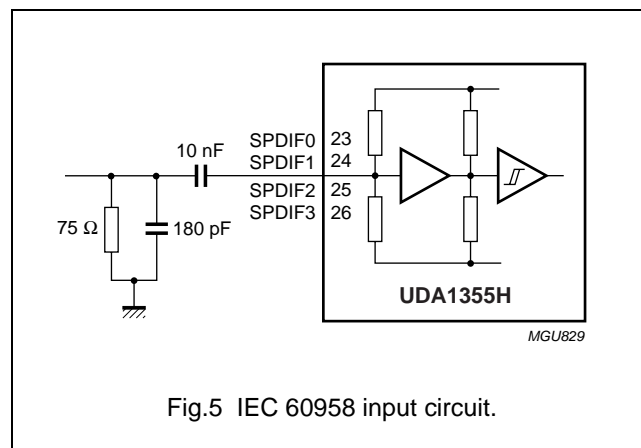 SPDIF0 23
10 nF
SPDIF1 24
SPDIF2 25
75 Ω
180 pF
SPDIF3 26
UDA1355H
MGU829
Fig.5 IEC 60958 input circuit.